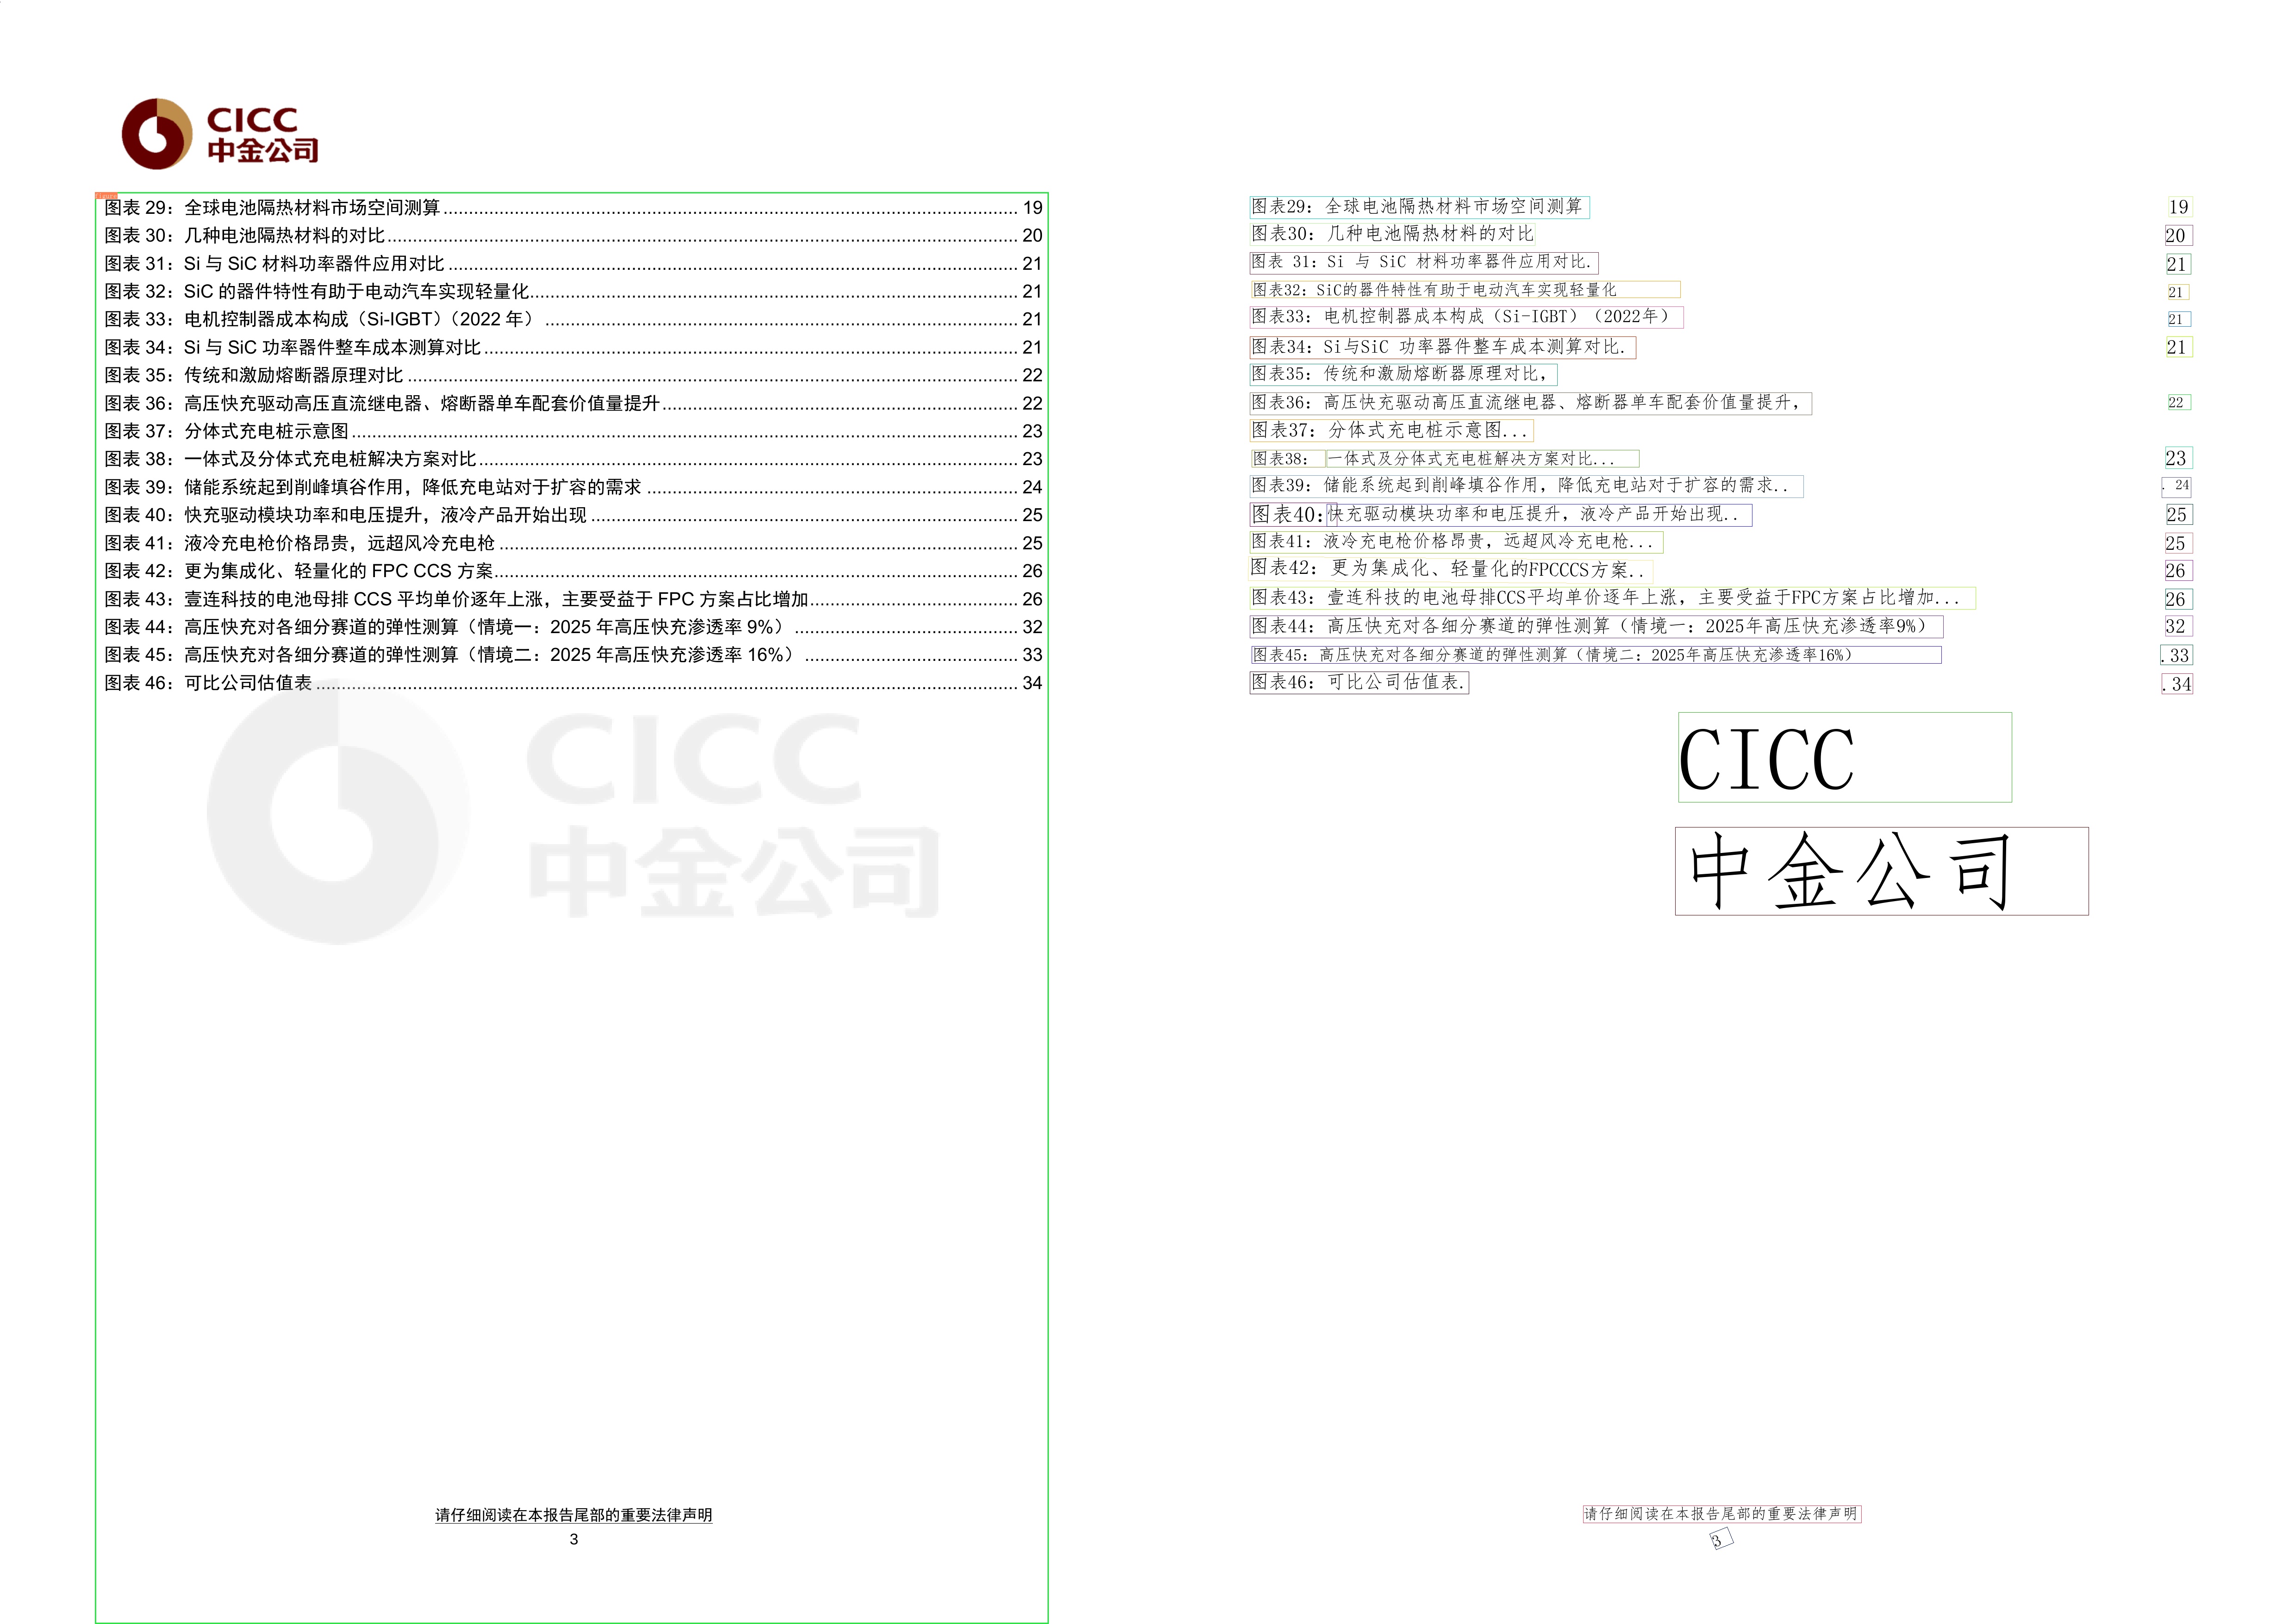 CICC
中金公司
图表 29：全球电池隔热材料市场空间测算 19
图表 30：几种电池隔热材料的对比 20
图表 31：Si 与 SiC 材料功率器件应用对比 21
图表 32：SiC 的器件特性有助于电动汽车实现轻量化 21
图表 33：电机控制器成本构成（Si-IGBT）（2022 年） 21
图表 34：Si 与 SiC 功率器件整车成本测算对比 21
图表 35：传统和激励熔断器原理对比 22
图表 36：高压快充驱动高压直流继电器、熔断器单车配套价值量提升 22
图表 37：分体式充电桩示意图 23
图表 38：一体式及分体式充电桩解决方案对比 23
图表 39：储能系统起到削峰填谷作用，降低充电站对于扩容的需求 24
图表 40：快充驱动模块功率和电压提升，液冷产品开始出现 25
图表 41：液冷充电枪价格昂贵，远超风冷充电枪 25
图表 42：更为集成化、轻量化的 FPC CCS 方案 26
图表 43：壹连科技的电池母排 CCS 平均单价逐年上涨，主要受益于 FPC 方案占比增加 26
图表 44：高压快充对各细分赛道的弹性测算（情境一：2025 年高压快充渗透率 9%） 32
图表 45：高压快充对各细分赛道的弹性测算（情境二：2025 年高压快充渗透率 16%） 33
图表 46：可比公司估值表 34
CICC
中金公司
请仔细阅读在本报告尾部的重要法律声明
3
图表29：全球电池隔热材料市场空间测算 19
图表30：几种电池隔热材料的对比 20
图表 31：Si 与 SiC 材料功率器件应用对比. 21
图表32：SiC的器件特性有助于电动汽车实现轻量化 21
图表33：电机控制器成本构成（Si-IGBT）（2022年） 21
图表34：Si与SiC 功率器件整车成本测算对比. 21
图表35：传统和激励熔断器原理对比，
图表36：高压快充驱动高压直流继电器、熔断器单车配套价值量提升， 22
图表37：分体式充电桩示意图...
图表38： 一体式及分体式充电桩解决方案对比... 23
图表39：储能系统起到削峰填谷作用，降低充电站对于扩容的需求.. . 24
图表40：快充驱动模块功率和电压提升，液冷产品开始出现.. 25
图表41：液冷充电枪价格昂贵，远超风冷充电枪... 25
图表42：更为集成化、轻量化的FPCCCS方案.. 26
图表43：壹连科技的电池母排CCS平均单价逐年上涨，主要受益于FPC方案占比增加... 26
图表44：高压快充对各细分赛道的弹性测算（情境一：2025年高压快充渗透率9%） 32
图表45：高压快充对各细分赛道的弹性测算（情境二：2025年高压快充渗透率16%） .33
图表46：可比公司估值表. .34
CICC
中金公司
请仔细阅读在本报告尾部的重要法律声明
3